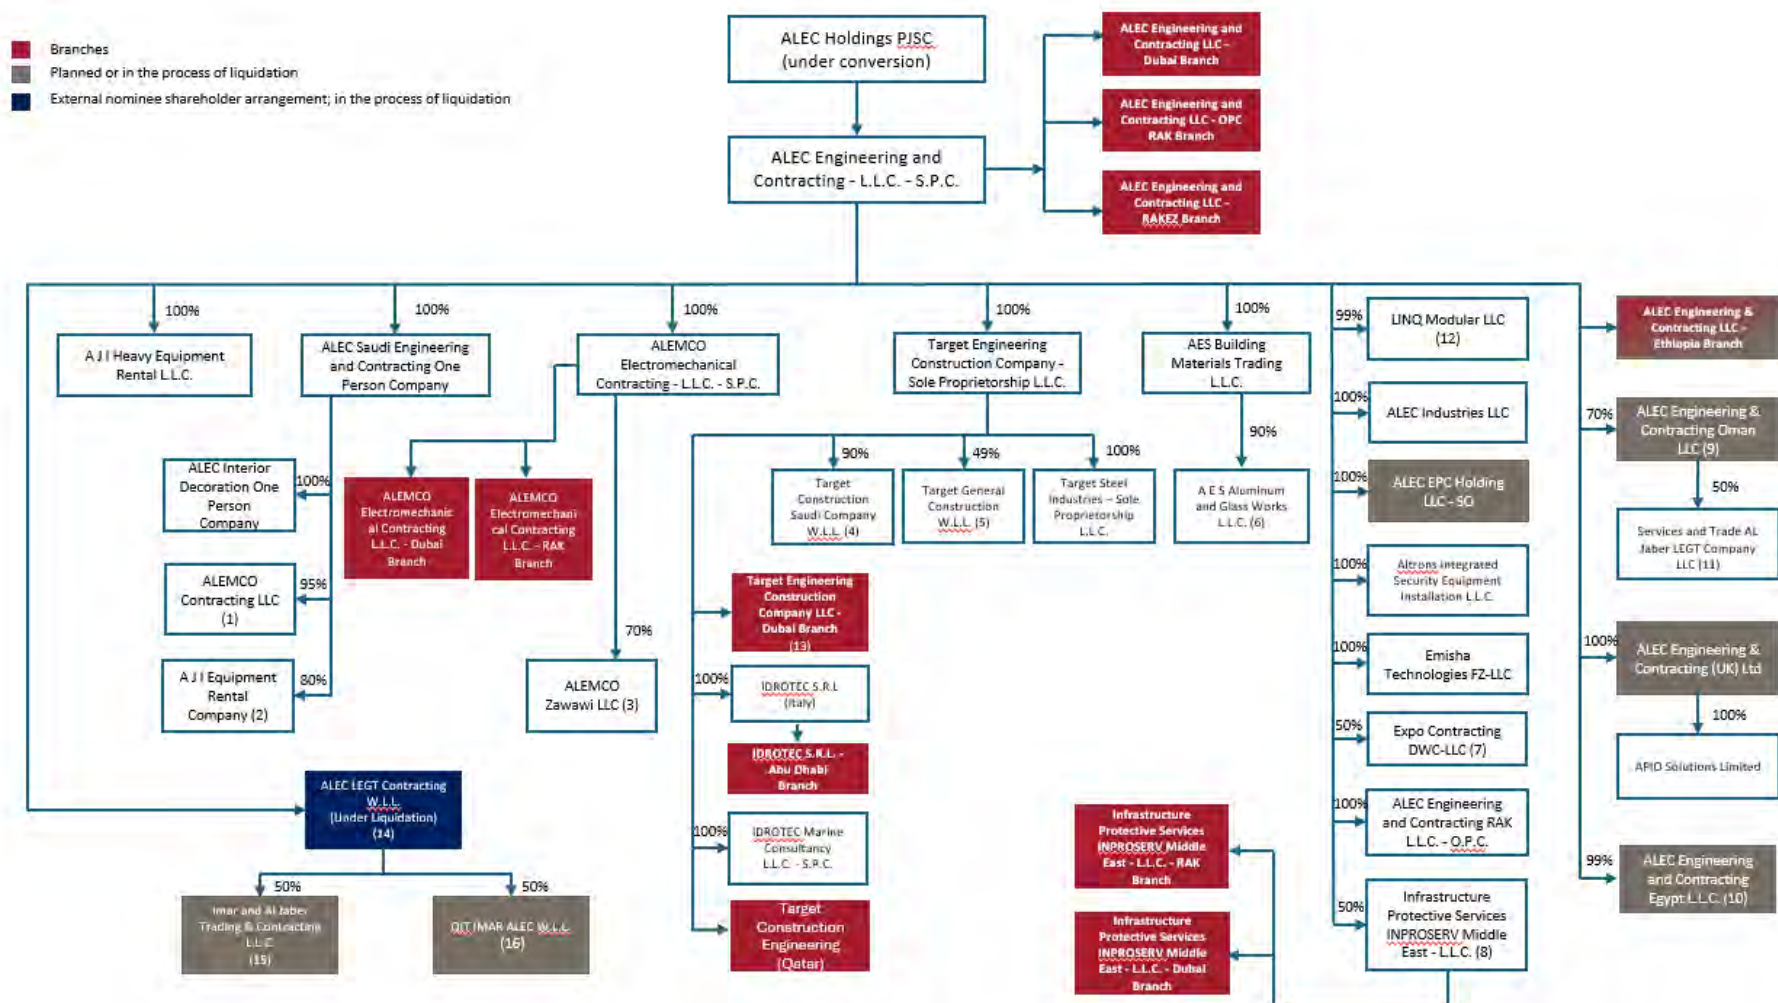 Branches
Planned or in the process of liquidation
External nominee shareholder arrangement; in the process of liquidation
ALEC Holdings PJSC
(under conversion)
ALEC Engineering and
Contracting - L.L.C. - S.P.C.
ALEC Engineering and
Contracting LLC -
Dubai Branch
ALEC Engineering and
Contracting LLC - OPC
RAK Branch
ALEC Engineering and
Contracting LLC -
RAKEZ Branch
100%
A J I Heavy Equipment
Rental L.L.C.
100%
ALEC Saudi Engineering
and Contracting One
Person Company
100%
ALEMCO
Electromechanical
Contracting - L.L.C. - S.P.C.
100%
Target Engineering
Construction Company -
Sole Proprietorship L.L.C.
100%
AES Building
Materials Trading
L.L.C.
99%
LINQ Modular LLC
(12)
ALEC Engineering &
Contracting LLC -
Ethiopia Branch
100%
ALEC Industries LLC
70%
ALEC Engineering &
Contracting Oman
LLC (9)
ALEC Interior
Decoration One
Person
Company
100%
ALEMCO
Electromechanic
al Contracting
L.L.C. - Dubai
Branch
ALEMCO
Electromechani
cal Contracting
L.L.C. - RAK
Branch
90%
Target
Construction
Saudi Company
W.L.L. (4)
49%
Target General
Construction
W.L.L. (5)
100%
Target Steel
Industries – Sole
Proprietorship
L.L.C.
90%
A E S Aluminum
and Glass Works
L.L.C. (6)
100%
ALEC EPC Holding
LLC - SO
50%
Services and Trade AL
Jaber LEGT Company
LLC (11)
ALEMCO
Contracting LLC
(1)
95%
100%
Altrons Integrated
Security Equipment
Installation L.L.C.
Target Engineering
Construction
Company LLC -
Dubai Branch
(13)
70%
ALEMCO
Zawawi LLC (3)
A J I Equipment
Rental
Company (2)
80%
100%
IDROTEC S.R.L
(Italy)
IDROTEC S.R.L. -
Abu Dhabi
Branch
100%
Emisha
Technologies FZ-LLC
100%
ALEC Engineering &
Contracting (UK) Ltd
100%
APID Solutions Limited
50%
Expo Contracting
DWC-LLC (7)
ALEC LEGT Contracting
W.L.L.
(Under Liquidation)
(14)
50%
Imar and Al Jaber
Trading & Contracting
L.L.C
(15)
50%
QIT IMAR ALEC W.L.L.
(16)
100%
IDROTEC Marine
Consultancy
L.L.C. - S.P.C.
Target
Construction
Engineering
(Qatar)
Infrastructure
Protective Services
INPROSERV Middle
East - L.L.C. - RAK
Branch
Infrastructure
Protective Services
INPROSERV Middle
East - L.L.C. - Dubai
Branch
100%
ALEC Engineering
and Contracting RAK
L.L.C. - O.P.C.
50%
Infrastructure
Protective Services
INPROSERV Middle
East - L.L.C. (8)
99%
ALEC Engineering
and Contracting
Egypt L.L.C. (10)